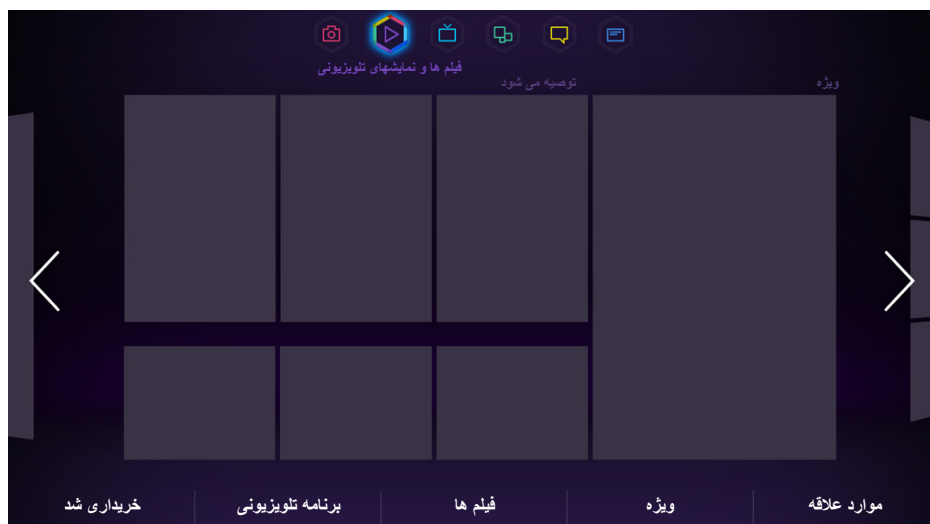 فیلم ها و نمایشهای تلویزیونی
ویژه
توصیه می شود
موارد علاقه
ویژه
فیلم ها
برنامه تلویزیونی
خریداری شد